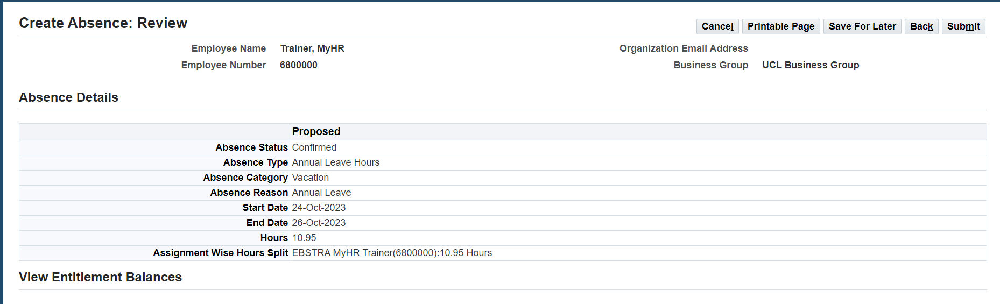 Create Absence: Review
Cancel Printable Page Save For Later Back Submit
Employee Name Trainer, MyHR Organization Email Address
Employee Number 6800000 Business Group UCL Business Group
Absence Details
Proposed
Absence Status Confirmed
Absence Type Annual Leave Hours
Absence Category Vacation
Absence Reason Annual Leave
Start Date 24-Oct-2023
End Date 26-Oct-2023
Hours 10.95
Assignment Wise Hours Split EBSTRA MyHR Trainer(6800000):10.95 Hours
View Entitlement Balances